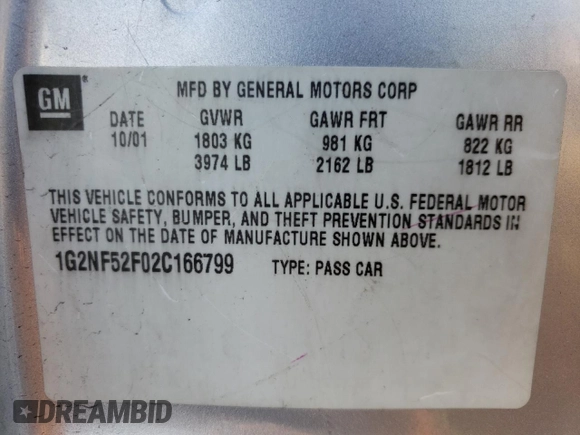 GM
MFD BY GENERAL MOTORS CORP
DATE GVWR GAWR FRT GAWR RR
10/01 1803 KG 981 KG 822 KG
3974 LB 2162 LB 1812 LB
THIS VEHICLE CONFORMS TO ALL APPLICABLE U.S. FEDERAL MOTOR
VEHICLE SAFETY, BUMPER, AND THEFT PREVENTION STANDARDS IN
EFFECT ON THE DATE OF MANUFACTURE SHOWN ABOVE.
1G2NF52F02C166799 TYPE: PASS CAR
DREAMBID